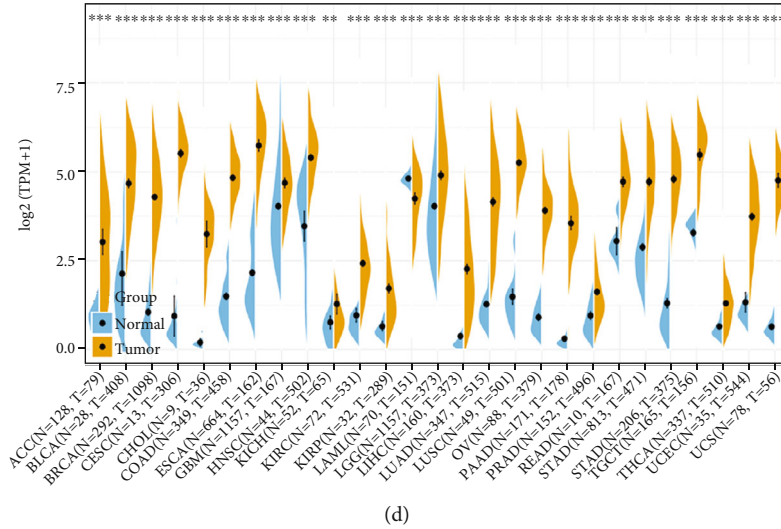 *** *** *** *** *** *** *** *** *** ** *** *** *** *** *** *** *** *** *** *** *** *** *** *** *** *** ***
7.5
5.0
2.5
0.0
log2 (TPM+1)
Group
Normal
Tumor
ACC(N=128, T=79)
BLCA(N=28, T=408)
BRCA(N=292, T=1098)
CESC(N=13, T=306)
CHOL(N=9, T=36)
COAD(N=349, T=458)
ESCA(N=664, T=162)
GBM(N=1157, T=167)
HNSC(N=44, T=502)
KICH(N=52, T=65)
KIRC(N=72, T=531)
KIRP(N=32, T=289)
LAML(N=70, T=151)
LGG(N=1157, T=373)
LIHC(N=160, T=373)
LUAD(N=347, T=515)
LUSC(N=49, T=501)
OV(N=88, T=379)
PAAD(N=171, T=178)
PRAD(N=152, T=496)
READ(N=10, T=167)
STAD(N=813, T=471)
STAD(N=206, T=375)
TGCT(N=165, T=156)
THCA(N=337, T=510)
UCEC(N=35, T=544)
UCS(N=78, T=56)
(d)